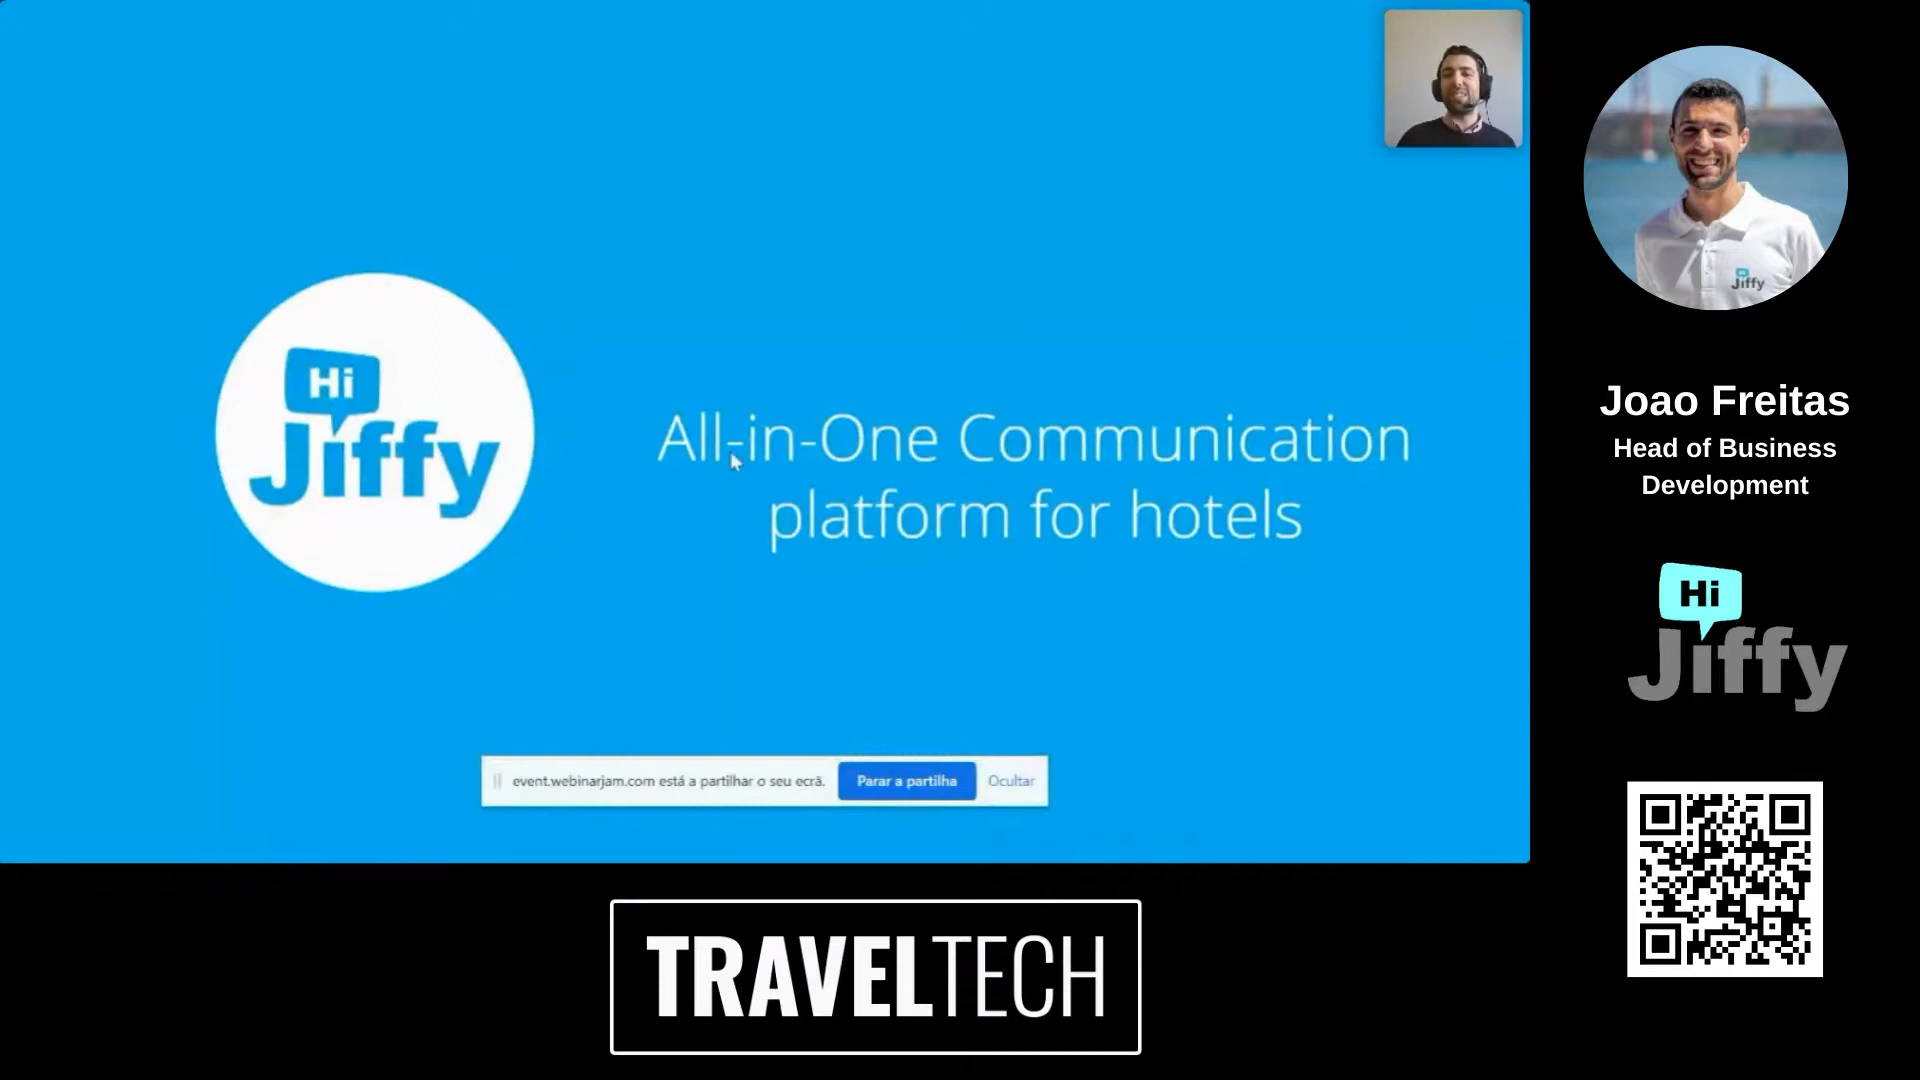 Hi
Jiffy
All-in-One Communication
platform for hotels
event.webinarjam.com está a partilhar o seu ecrã.
Parar a partilha
Ocultar
Jiffy
Joao Freitas
Head of Business
Development
Hi
Jiffy
TRAVELTECH